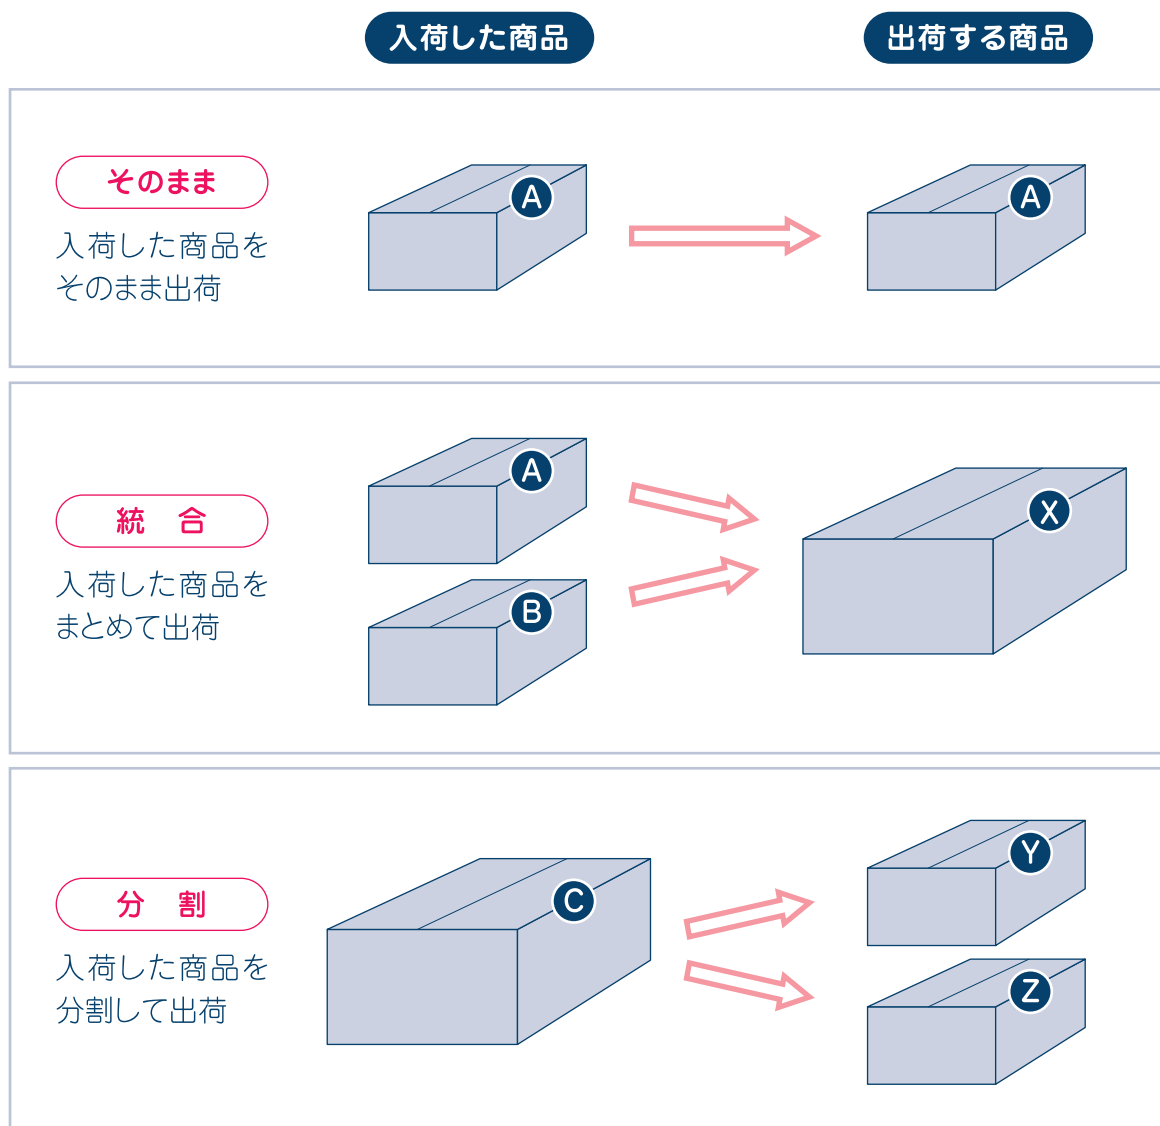 入荷した商品
出荷する商品
そのまま
入荷した商品を
そのまま出荷
A
A
統 合
入荷した商品を
まとめて出荷
A
B
X
分 割
入荷した商品を
分割して出荷
C
Y
Z